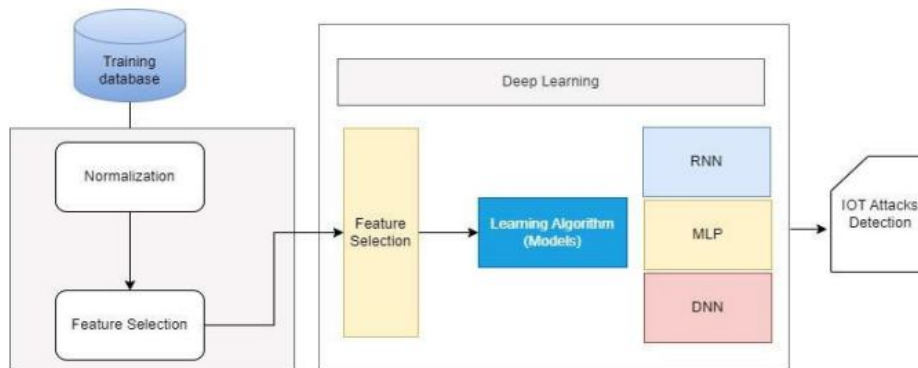 Training
database
Normalization
Feature Selection
Deep Learning
Feature
Selection
Learning Algorithm
(Models)
RNN
MLP
DNN
IOT Attacks
Detection